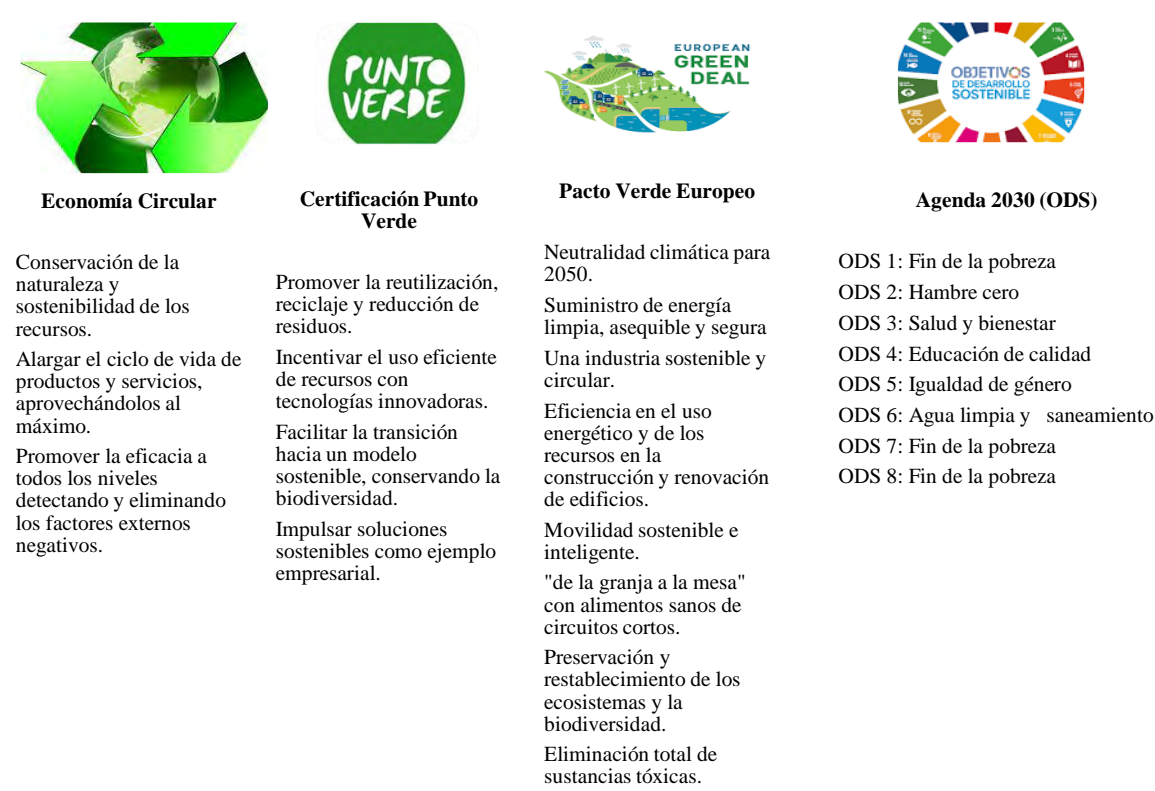 PUNTO
VERDE
EUROPEAN
GREEN
DEAL
OBJETIVOS
DE DESARROLLO
SOSTENIBLE
Economía Circular
Conservación de la
naturaleza y
sostenibilidad de los
recursos.
Alargar el ciclo de vida de
productos y servicios,
aprovechándolos al
máximo.
Promover la eficacia a
todos los niveles
detectando y eliminando
los factores externos
negativos.
Certificación Punto
Verde
Promover la reutilización,
reciclaje y reducción de
residuos.
Incentivar el uso eficiente
de recursos con
tecnologías innovadoras.
Facilitar la transición
hacia un modelo
sostenible, conservando la
biodiversidad.
Impulsar soluciones
sostenibles como ejemplo
empresarial.
Pacto Verde Europeo
Neutralidad climática para
2050.
Suministro de energía
limpia, asequible y segura
Una industria sostenible y
circular.
Eficiencia en el uso
energético y de los
recursos en la
construcción y renovación
de edificios.
Movilidad sostenible e
inteligente.
"de la granja a la mesa"
con alimentos sanos de
circuitos cortos.
Preservación y
restablecimiento de los
ecosistemas y la
biodiversidad.
Eliminación total de
sustancias tóxicas.
Agenda 2030 (ODS)
ODS 1: Fin de la pobreza
ODS 2: Hambre cero
ODS 3: Salud y bienestar
ODS 4: Educación de calidad
ODS 5: Igualdad de género
ODS 6: Agua limpia y saneamiento
ODS 7: Fin de la pobreza
ODS 8: Fin de la pobreza